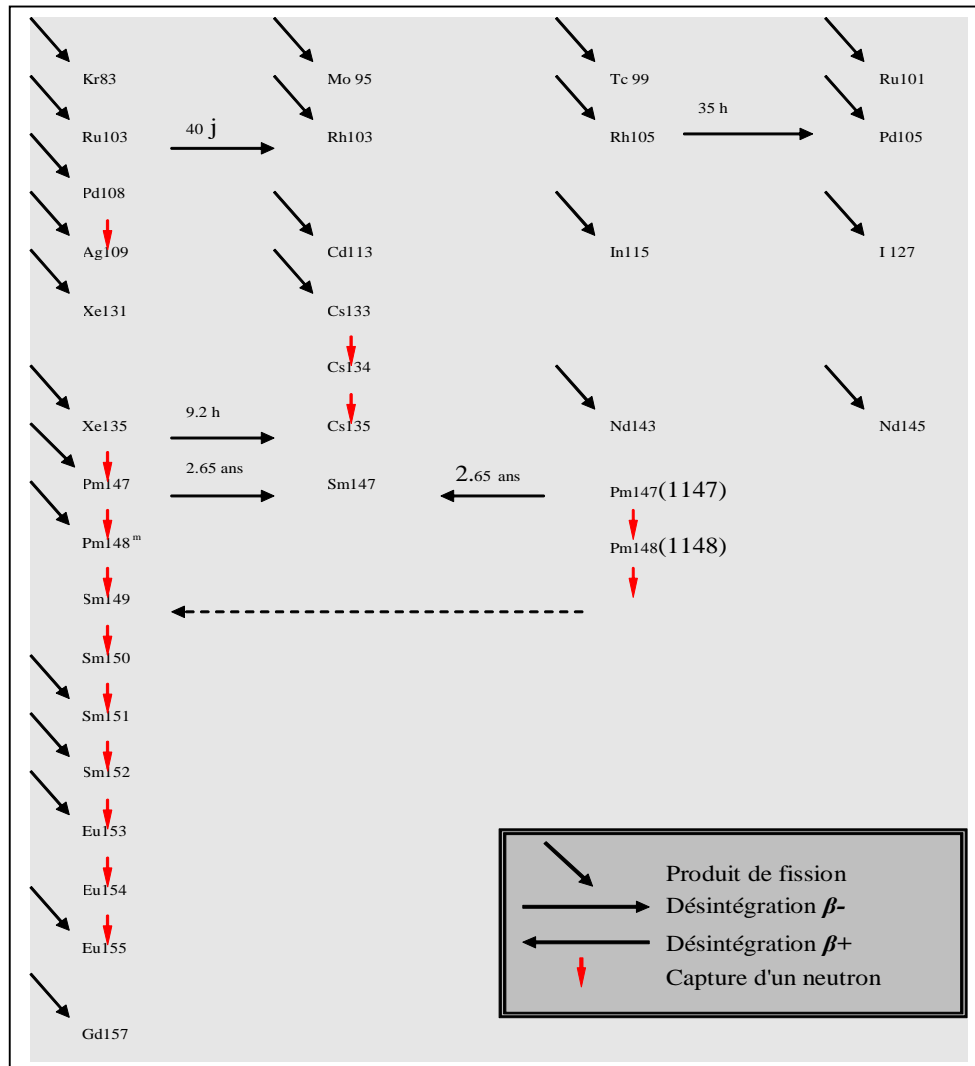 Kr83 Mo 95 Tc 99 Ru101
Ru103 40 j Rh103 Rh105 35 h Pd105
Pd108
Ag109 Cd113 In115 I 127
Xe131 Cs133
Cs134
Xe135 9.2 h Cs135 Nd143 Nd145
Pm147 2.65 ans Sm147 2.65 ans Pm147(1147)
Pm148m Pm148(1148)
Sm149
Sm150
Sm151
Sm152
Eu153
Eu154
Eu155
Gd157
Produit de fission
Désintégration β-
Désintégration β+
Capture d'un neutron